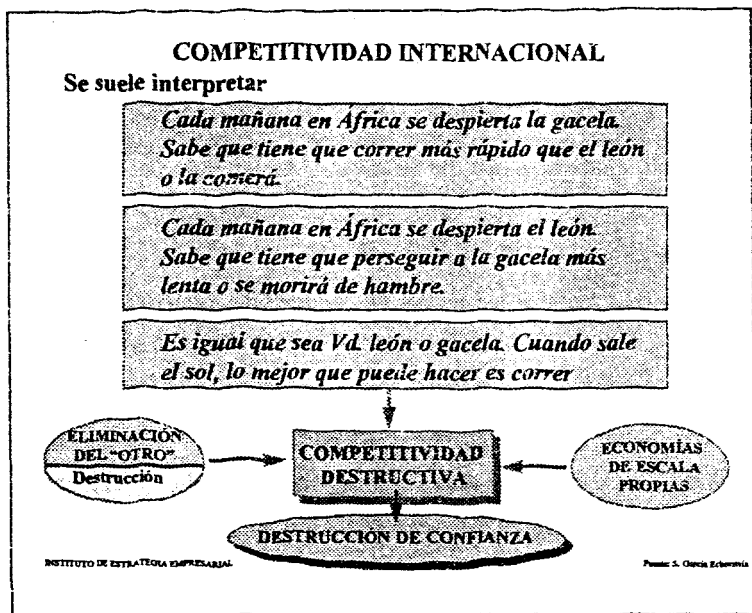 COMPETITIVIDAD INTERNACIONAL
Se suele interpretar
Cada mañana en África se despierta la gacela.
Sabe que tiene que correr más rápido que el león
o la comerá.
Cada mañana en África se despierta el león.
Sabe que tiene que perseguir a la gacela más
lenta o se morirá de hambre.
Es igual que sea Vd. león o gacela. Cuando sale
el sol, lo mejor que puede hacer es correr
ELIMINACIÓN
DEL "OTRO"
Destrucción
COMPETITIVIDAD
DESTRUCTIVA
ECONOMÍAS
DE ESCALA
PROPIAS
DESTRUCCIÓN DE CONFIANZA
INSTITUTO DE ESTRATEGIA EMPRESARIAL
Fuente: S. García Echevarría